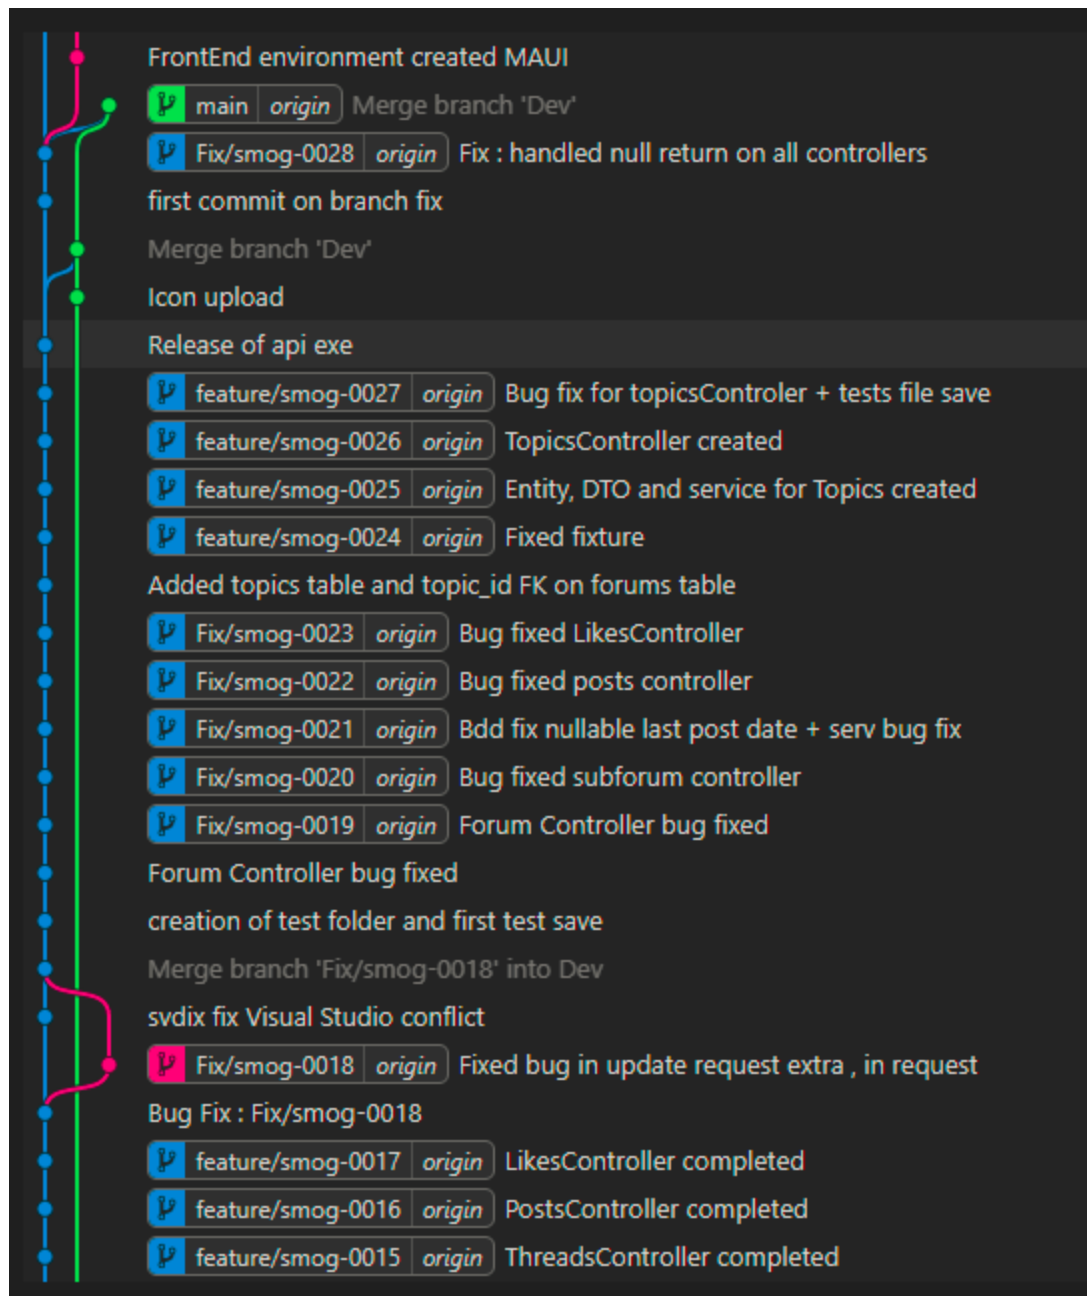 FrontEnd environment created MAUI
main origin Merge branch 'Dev'
Fix/smog-0028 origin Fix : handled null return on all controllers
first commit on branch fix
Merge branch 'Dev'
Icon upload
Release of api exe
feature/smog-0027 origin Bug fix for topicsControler + tests file save
feature/smog-0026 origin TopicsController created
feature/smog-0025 origin Entity, DTO and service for Topics created
feature/smog-0024 origin Fixed fixture
Added topics table and topic_id FK on forums table
Fix/smog-0023 origin Bug fixed LikesController
Fix/smog-0022 origin Bug fixed posts controller
Fix/smog-0021 origin Bdd fix nullable last post date + serv bug fix
Fix/smog-0020 origin Bug fixed subforum controller
Fix/smog-0019 origin Forum Controller bug fixed
Forum Controller bug fixed
creation of test folder and first test save
Merge branch 'Fix/smog-0018' into Dev
svdix fix Visual Studio conflict
Fix/smog-0018 origin Fixed bug in update request extra , in request
Bug Fix : Fix/smog-0018
feature/smog-0017 origin LikesController completed
feature/smog-0016 origin PostsController completed
feature/smog-0015 origin ThreadsController completed